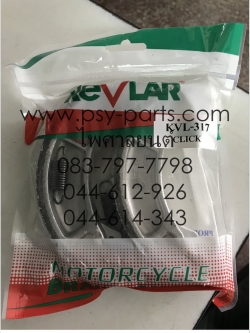 KEVLAR
www.psy-parts.com
KVL-317
CLICK
ไพศาลยนต์
083-797-7798
044-612-926
044-614-343
MOTORCYCLE